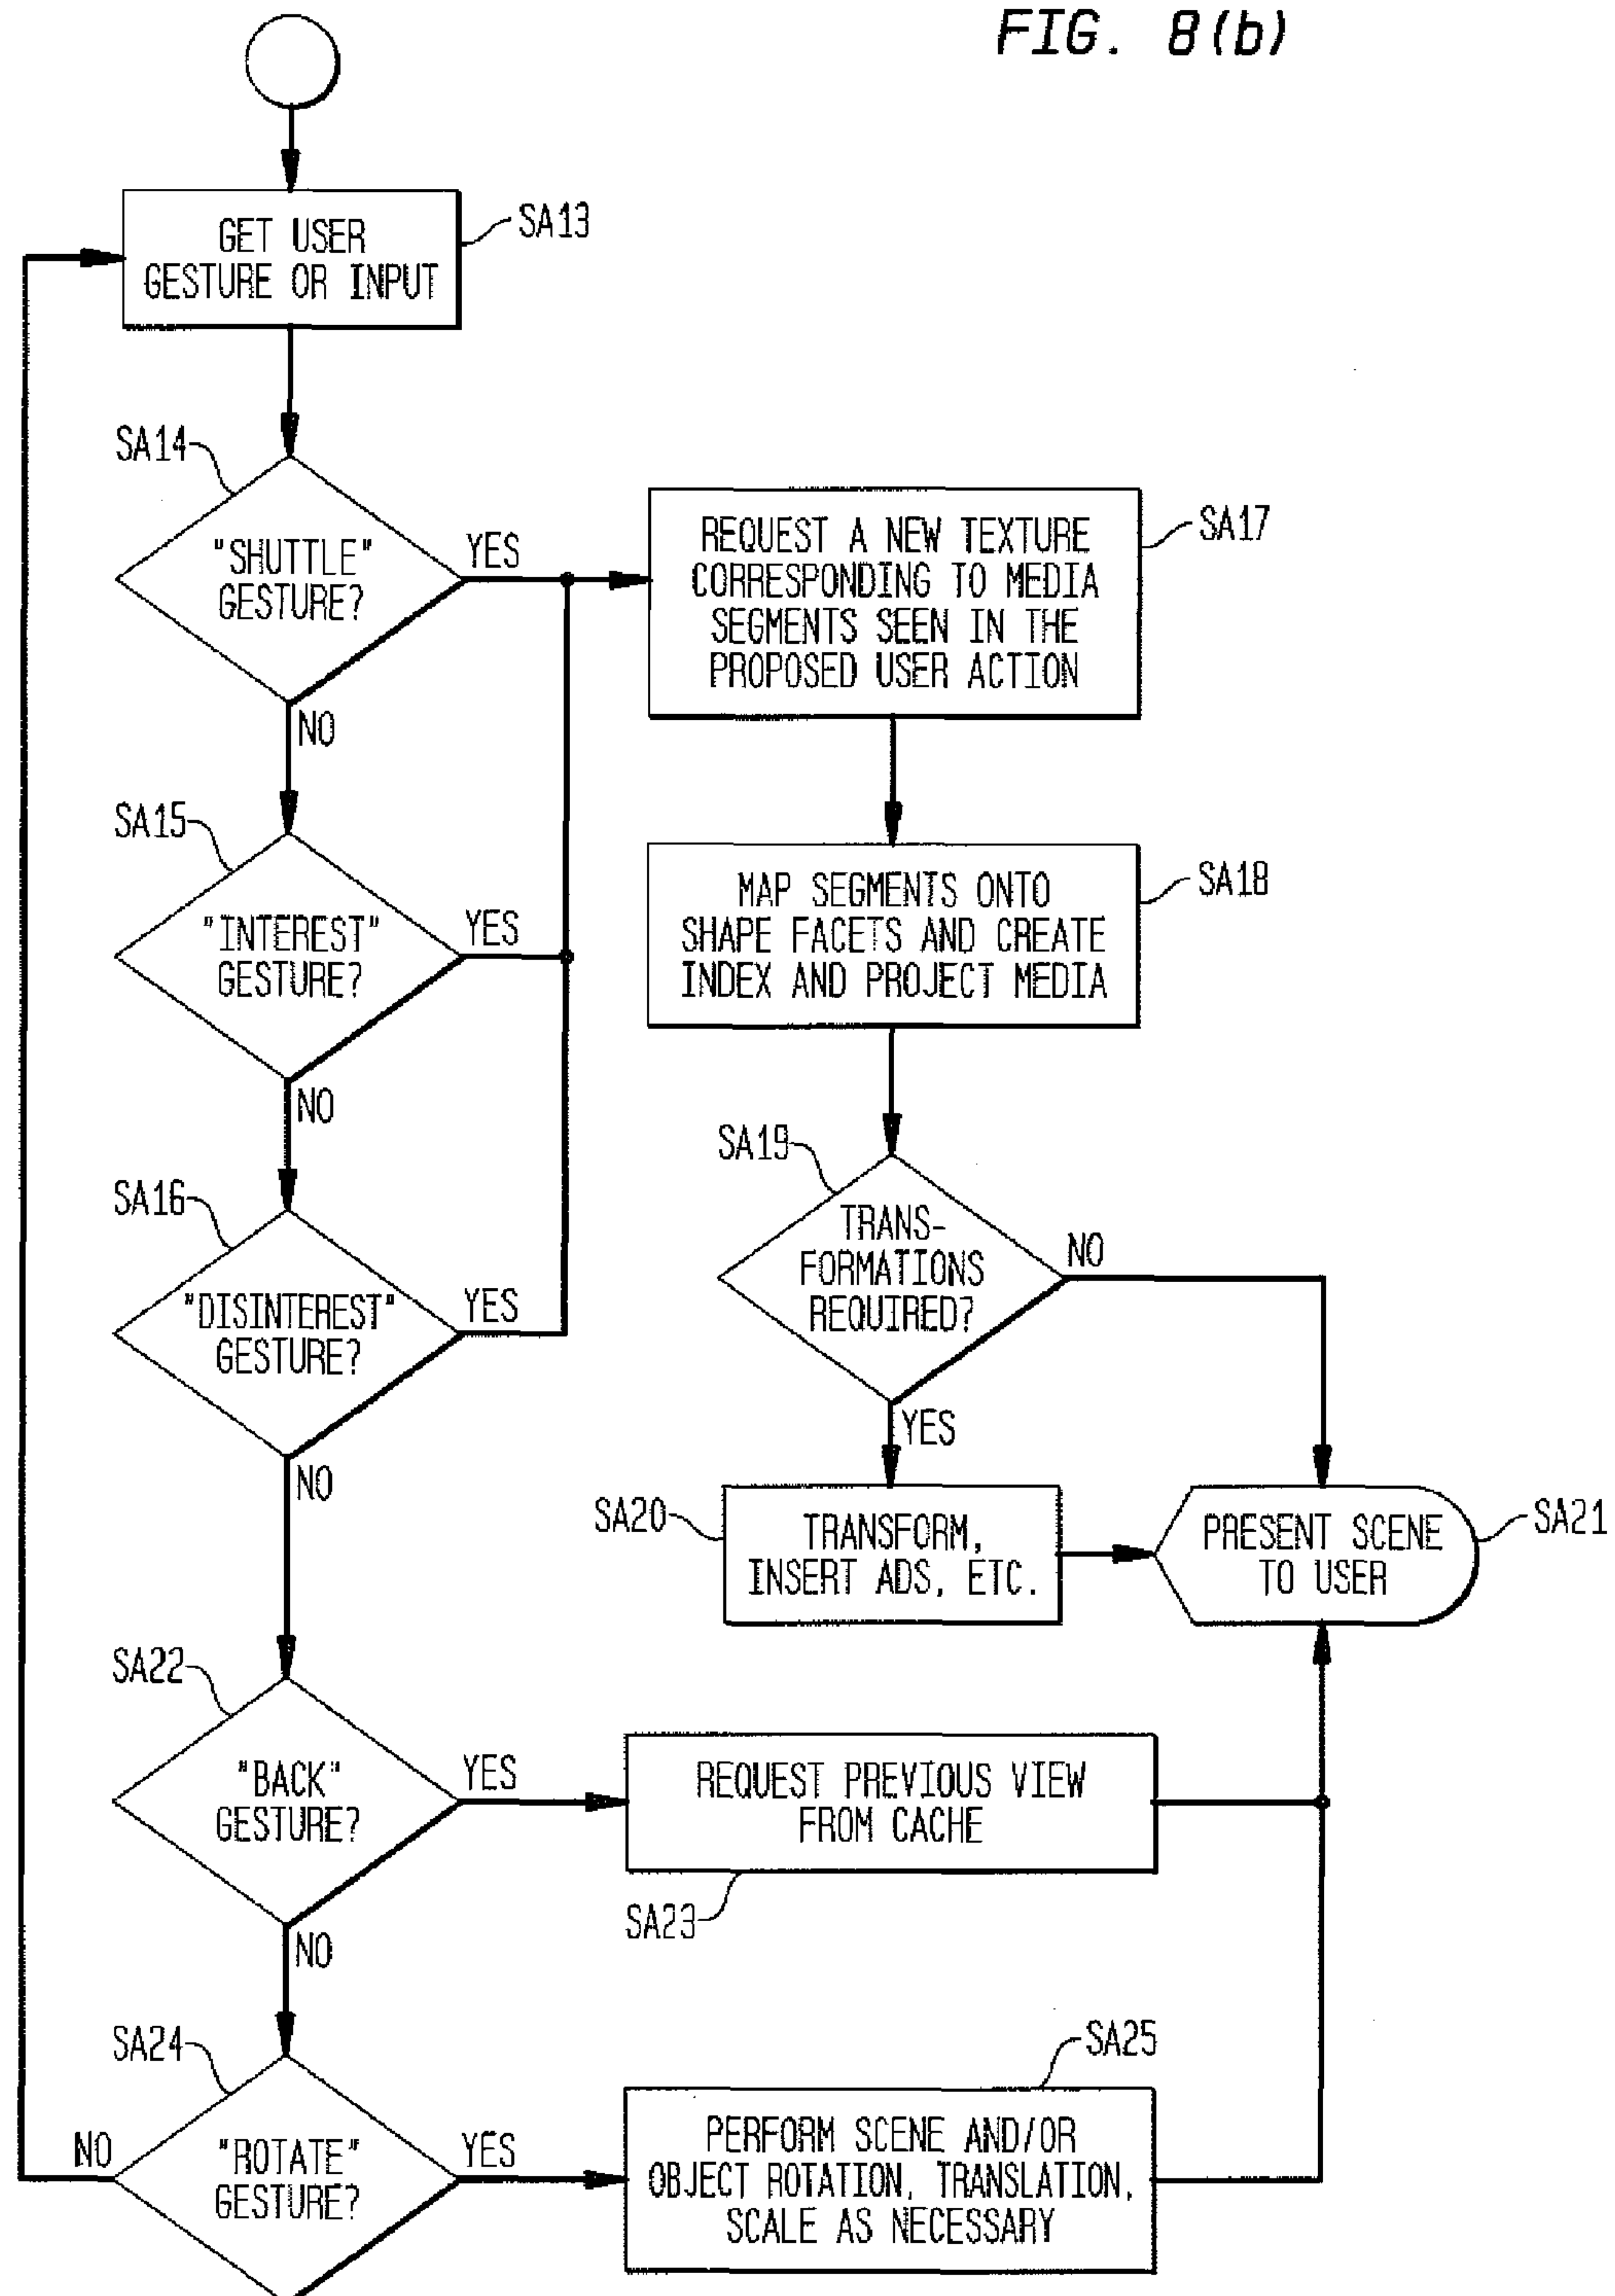 FIG. 8(b)
GET USER
GESTURE OR INPUT
SA13
SA14
"SHUTTLE"
GESTURE?
YES
NO
REQUEST A NEW TEXTURE
CORRESPONDING TO MEDIA
SEGMENTS SEEN IN THE
PROPOSED USER ACTION
SA17
SA15
"INTEREST"
GESTURE?
YES
NO
MAP SEGMENTS ONTO
SHAPE FACETS AND CREATE
INDEX AND PROJECT MEDIA
SA18
SA16
"DISINTEREST"
GESTURE?
YES
NO
SA19
TRANS-
FORMATIONS
REQUIRED?
NO
YES
SA20
TRANSFORM,
INSERT ADS, ETC.
PRESENT SCENE
TO USER
SA21
SA22
"BACK"
GESTURE?
YES
NO
REQUEST PREVIOUS VIEW
FROM CACHE
SA23
SA24
"ROTATE"
GESTURE?
NO
YES
SA25
PERFORM SCENE AND/OR
OBJECT ROTATION, TRANSLATION,
SCALE AS NECESSARY